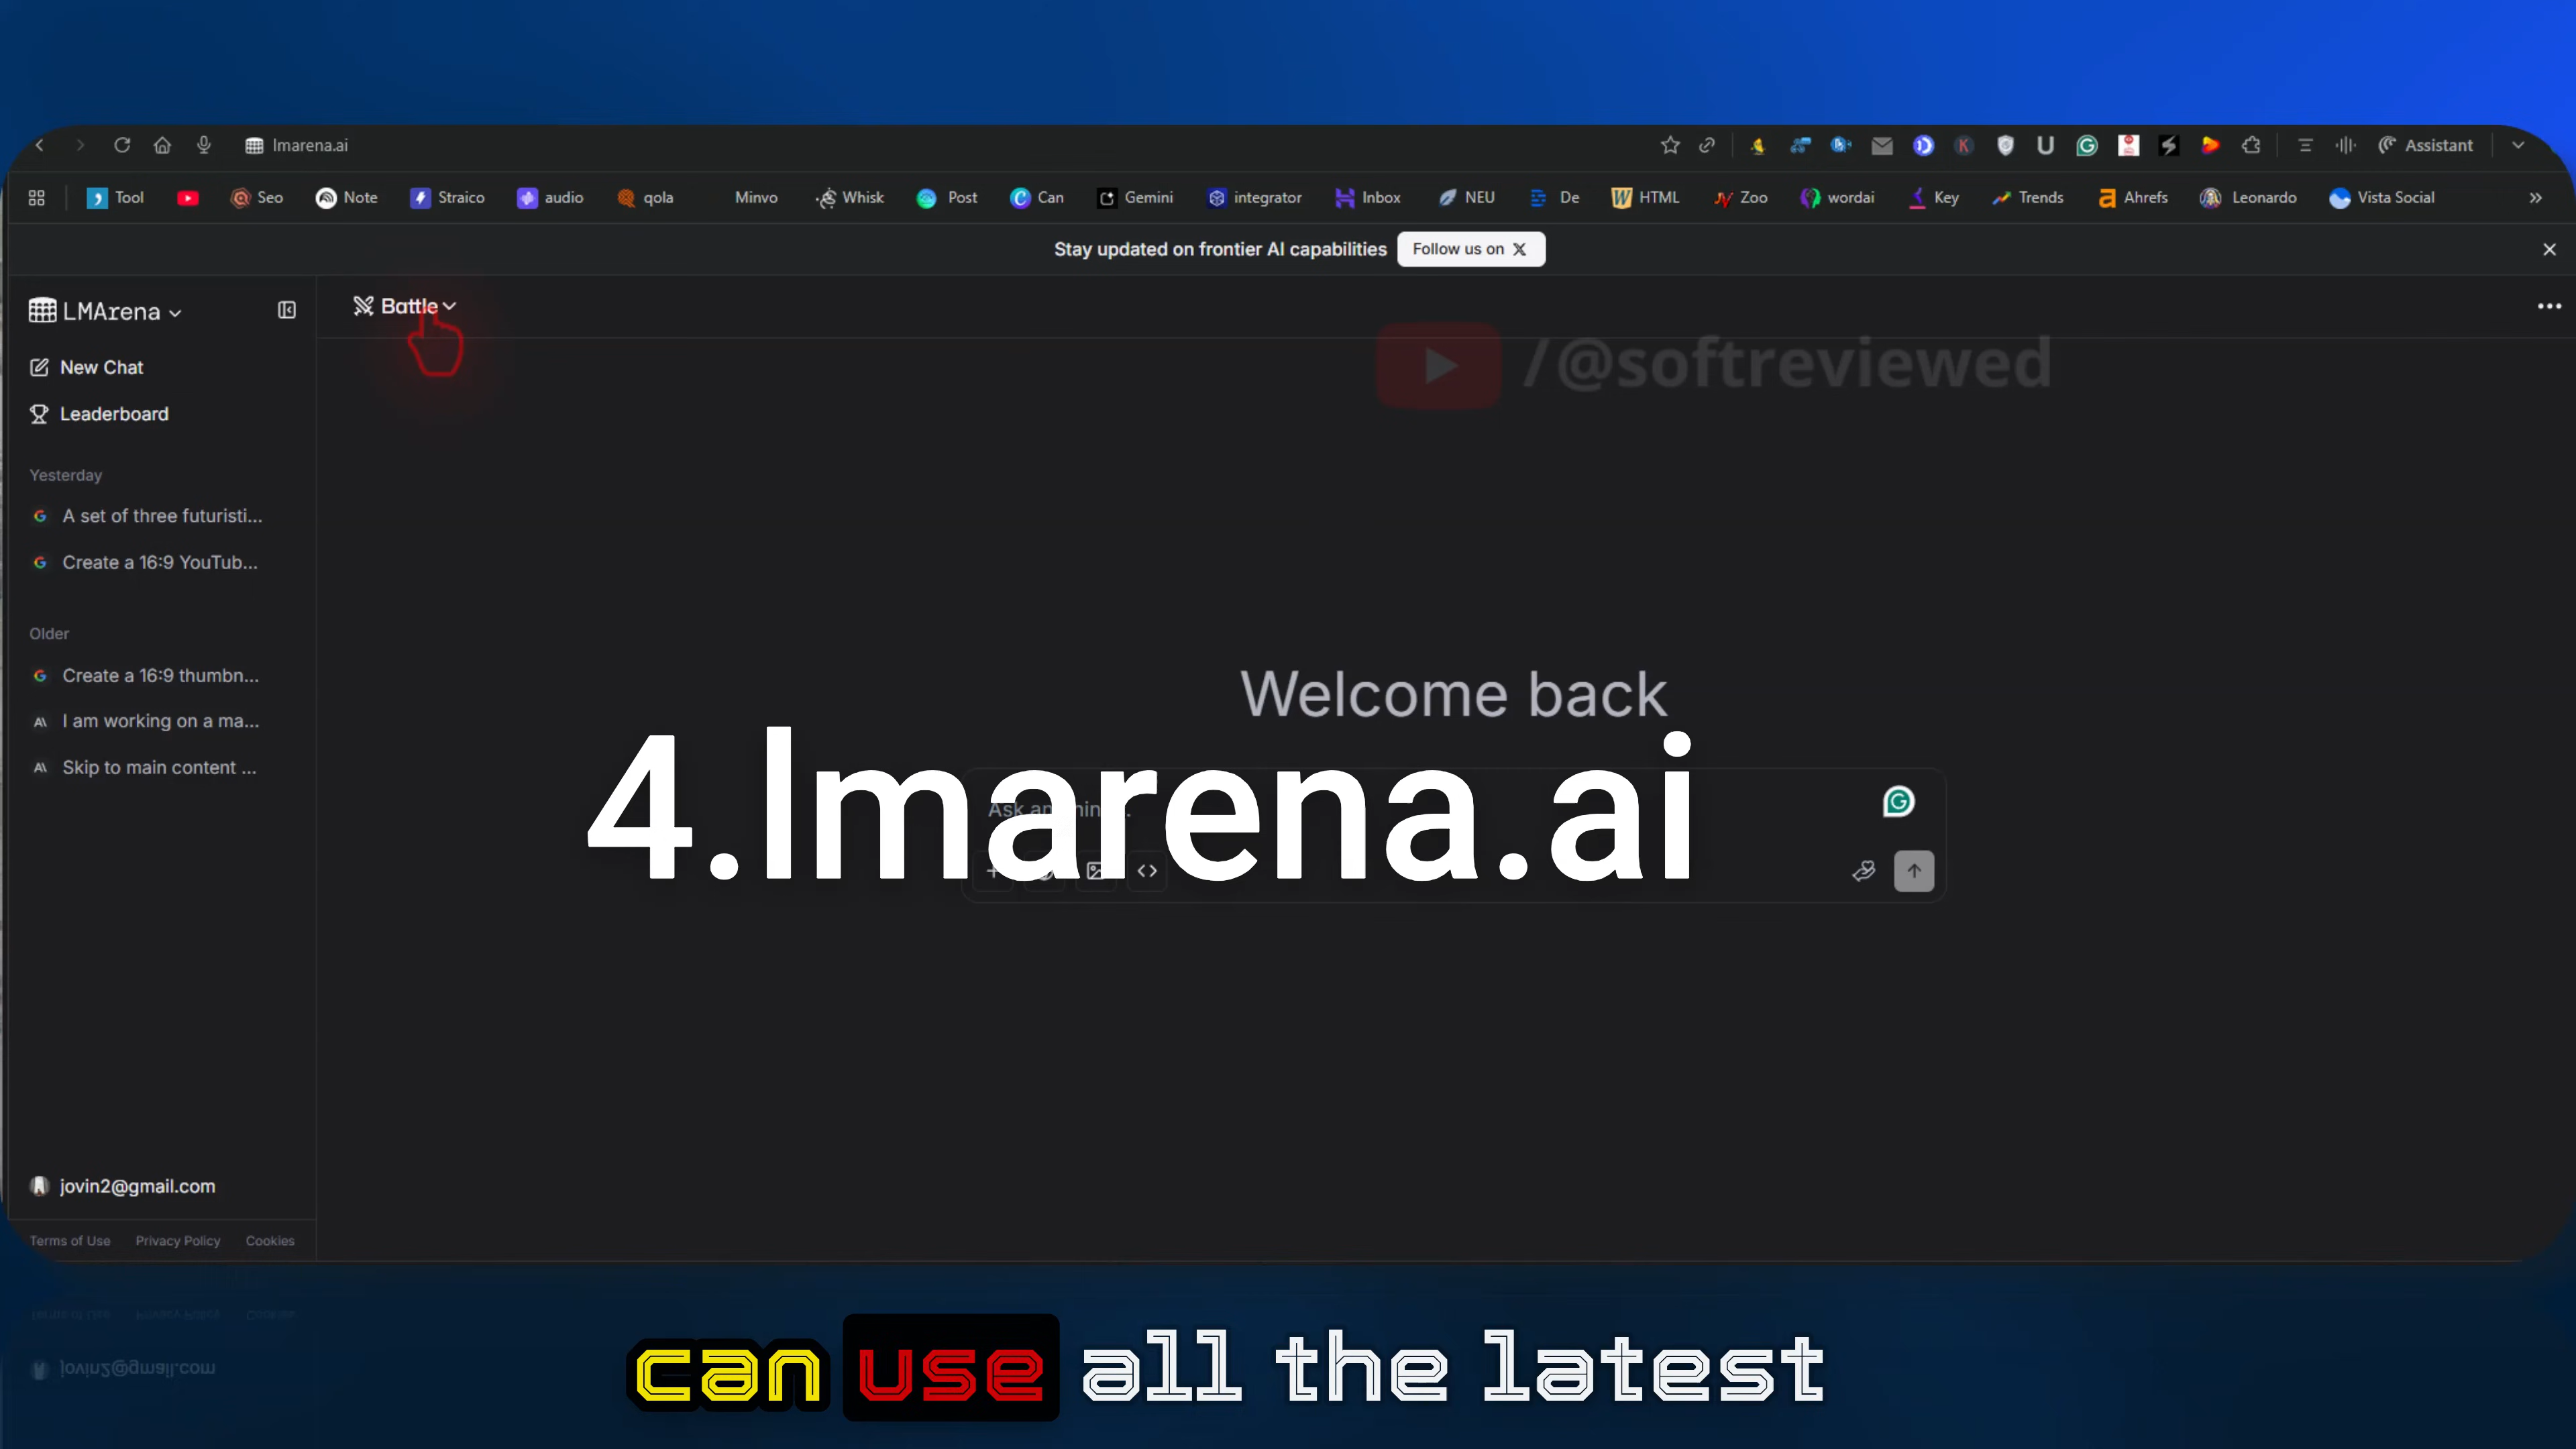 lmarena.ai
Assistant
Tool
Seo
Note
Straico
audio
qola
Minvo
Whisk
Post
Can
Gemini
integrator
Inbox
NEU
De
HTML
Zoo
wordai
Key
Trends
Ahrefs
Leonardo
Vista Social
Stay updated on frontier AI capabilities
Follow us on X
LMArena
Battle
/@softreviewed
New Chat
Leaderboard
Yesterday
A set of three futuristi...
Create a 16:9 YouTub...
Older
Create a 16:9 thumbn...
I am working on a ma...
Skip to main content ...
Welcome back
4.lmarena.ai
jovin2@gmail.com
Terms of Use Privacy Policy Cookies
can use all the latest